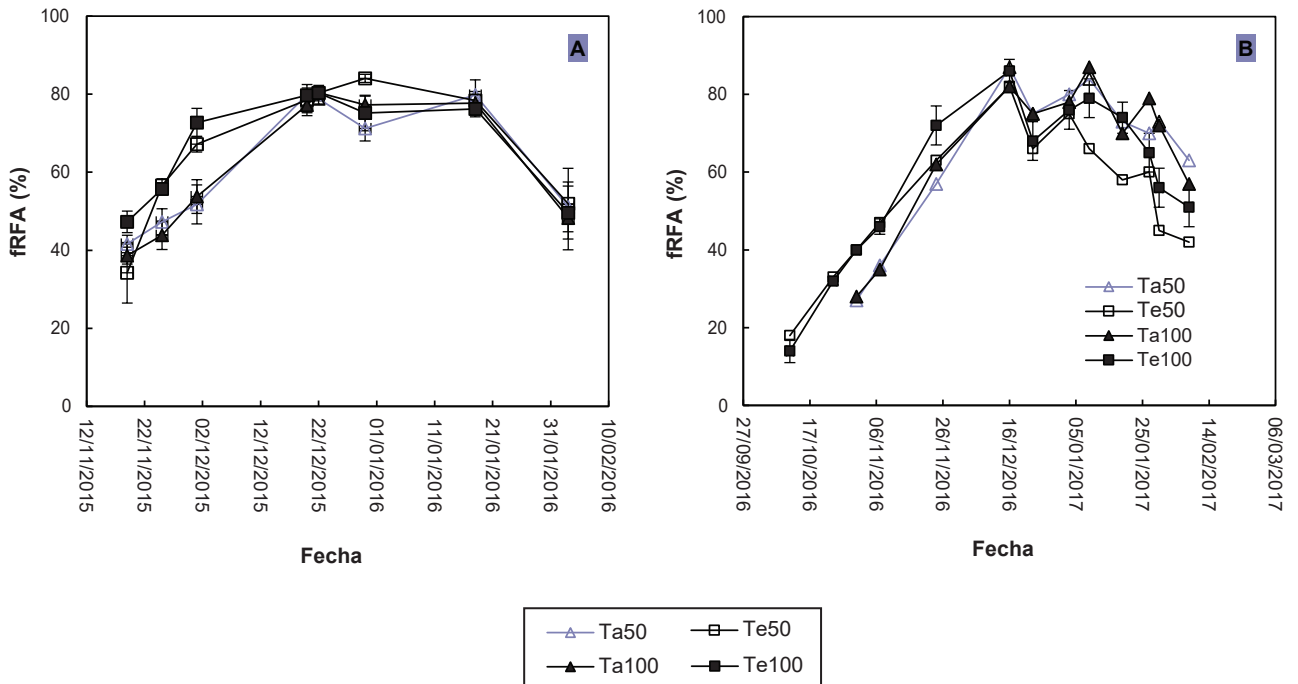 100
80
60
40
20
0
fRFA (%)
A
12/11/2015
22/11/2015
02/12/2015
12/12/2015
22/12/2015
01/01/2016
11/01/2016
21/01/2016
31/01/2016
10/02/2016
Fecha
100
80
60
40
20
0
fRFA (%)
B
Ta50
Te50
Ta100
Te100
27/09/2016
17/10/2016
06/11/2016
26/11/2016
16/12/2016
05/01/2017
25/01/2017
14/02/2017
06/03/2017
Fecha
Ta50 Te50
Ta100 Te100